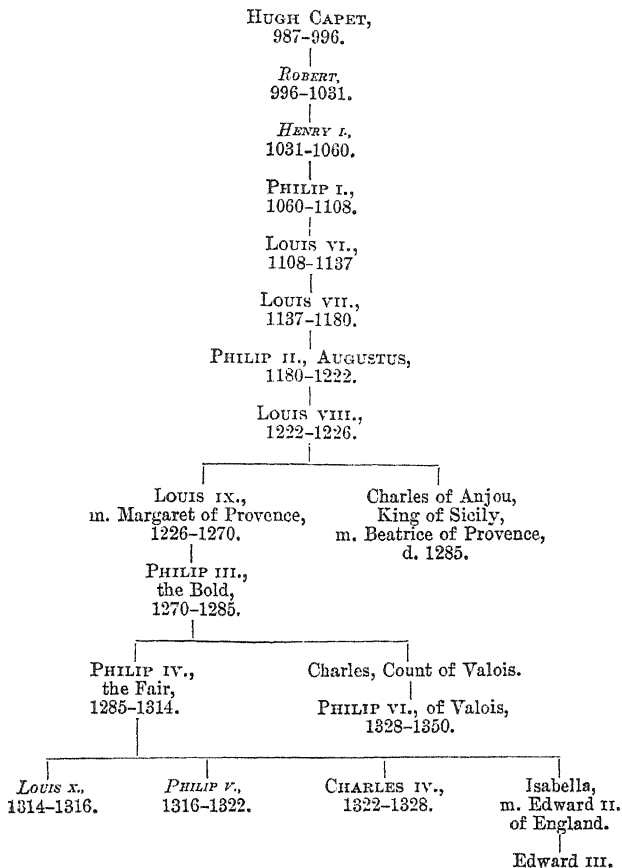 HUGH CAPET,
987-996.
ROBERT,
996-1031.
HENRY I.,
1031-1060.
PHILIP I.,
1060-1108.
LOUIS VI.,
1108-1137
LOUIS VII.,
1137-1180.
PHILIP II., AUGUSTUS,
1180-1222.
LOUIS VIII.,
1222-1226.
LOUIS IX.,
m. Margaret of Provence,
1226-1270.
Charles of Anjou,
King of Sicily,
m. Beatrice of Provence,
d. 1285.
PHILIP III.,
the Bold,
1270-1285.
PHILIP IV.,
the Fair,
1285-1314.
Charles, Count of Valois.
PHILIP VI., of Valois,
1328-1350.
LOUIS X.,
1314-1316.
PHILIP V.,
1316-1322.
CHARLES IV.,
1322-1328.
Isabella,
m. Edward II.
of England.
Edward III.